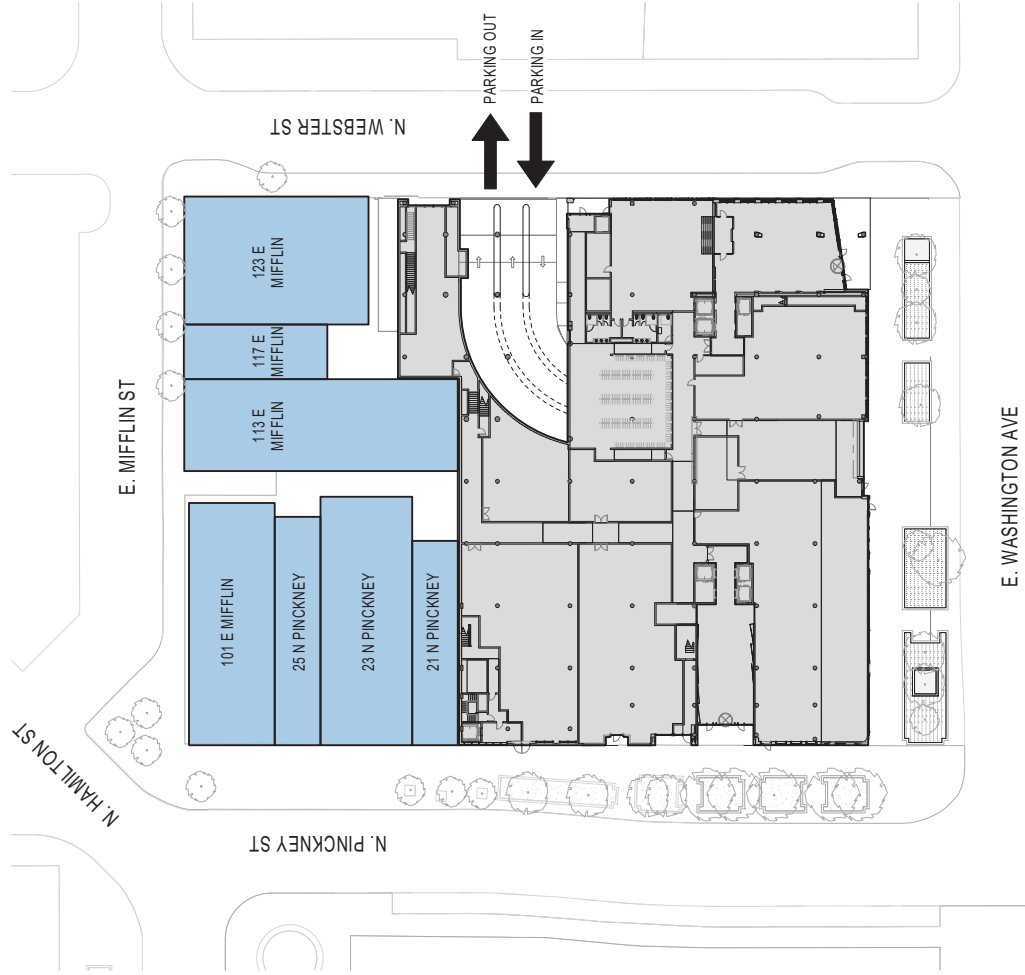 PARKING OUT
PARKING IN
N. WEBSTER ST
E. MIFFLIN ST
123 E
MIFFLIN
117 E
MIFFLIN
113 E
MIFFLIN
101 E MIFFLIN
25 N PINCKNEY
23 N PINCKNEY
21 N PINCKNEY
E. WASHINGTON AVE
N. HAMILTON ST
N. PINCKNEY ST